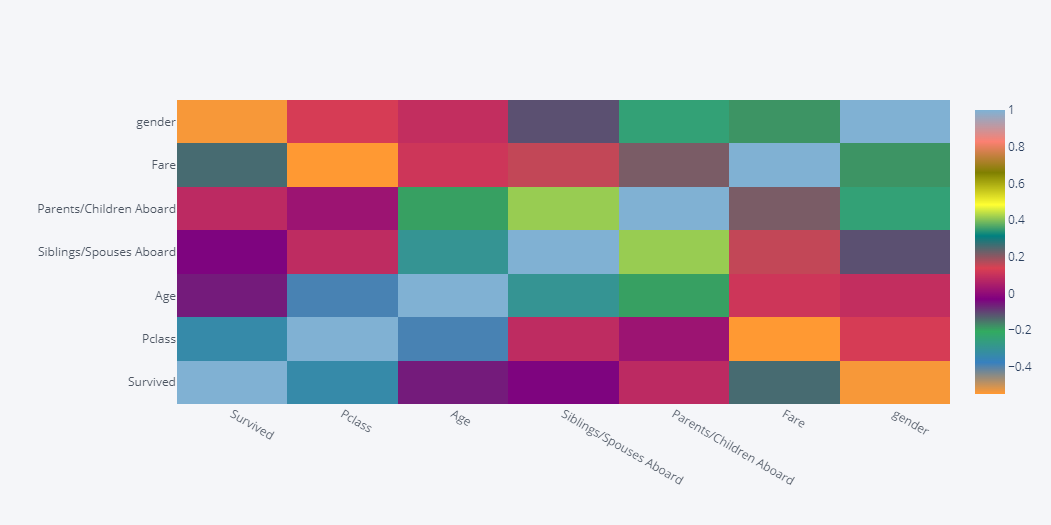 gender
Fare
Parents/Children Aboard
Siblings/Spouses Aboard
Age
Pclass
Survived
Survived
Pclass
Age
Siblings/Spouses Aboard
Parents/Children Aboard
Fare
gender
1
0.8
0.6
0.4
0.2
0
−0.2
−0.4